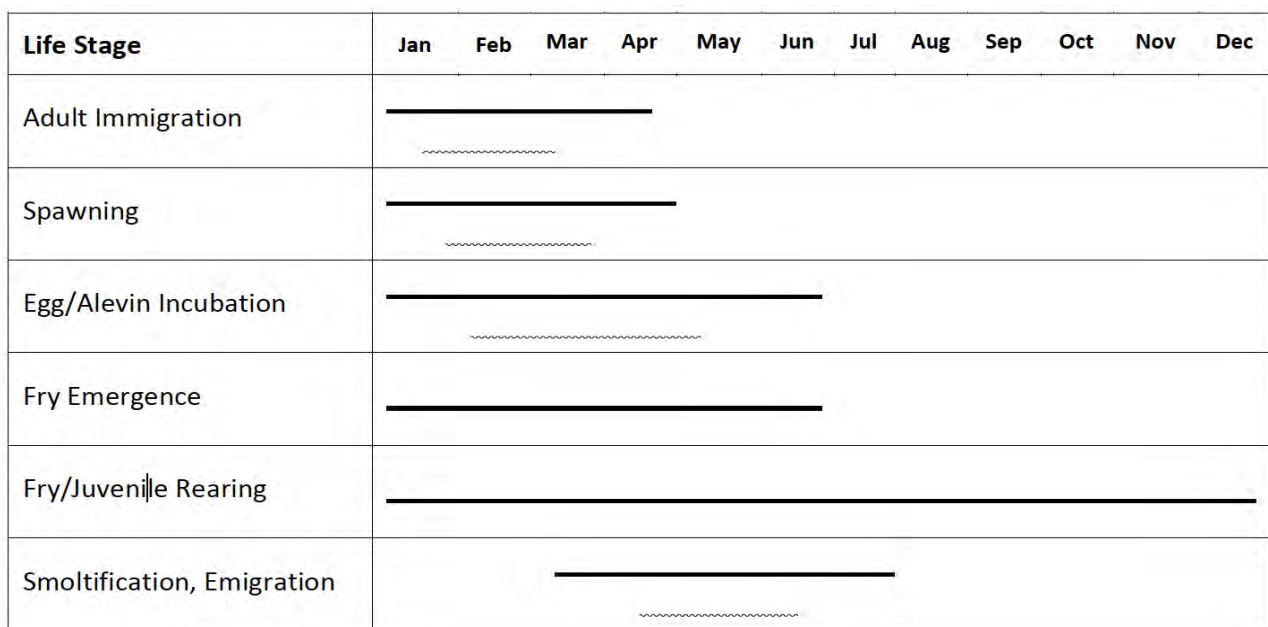 Life Stage Jan Feb Mar Apr May Jun Jul Aug Sep Oct Nov Dec
Adult Immigration
Spawning
Egg/Alevin Incubation
Fry Emergence
Fry/Juvenile Rearing
Smoltification, Emigration